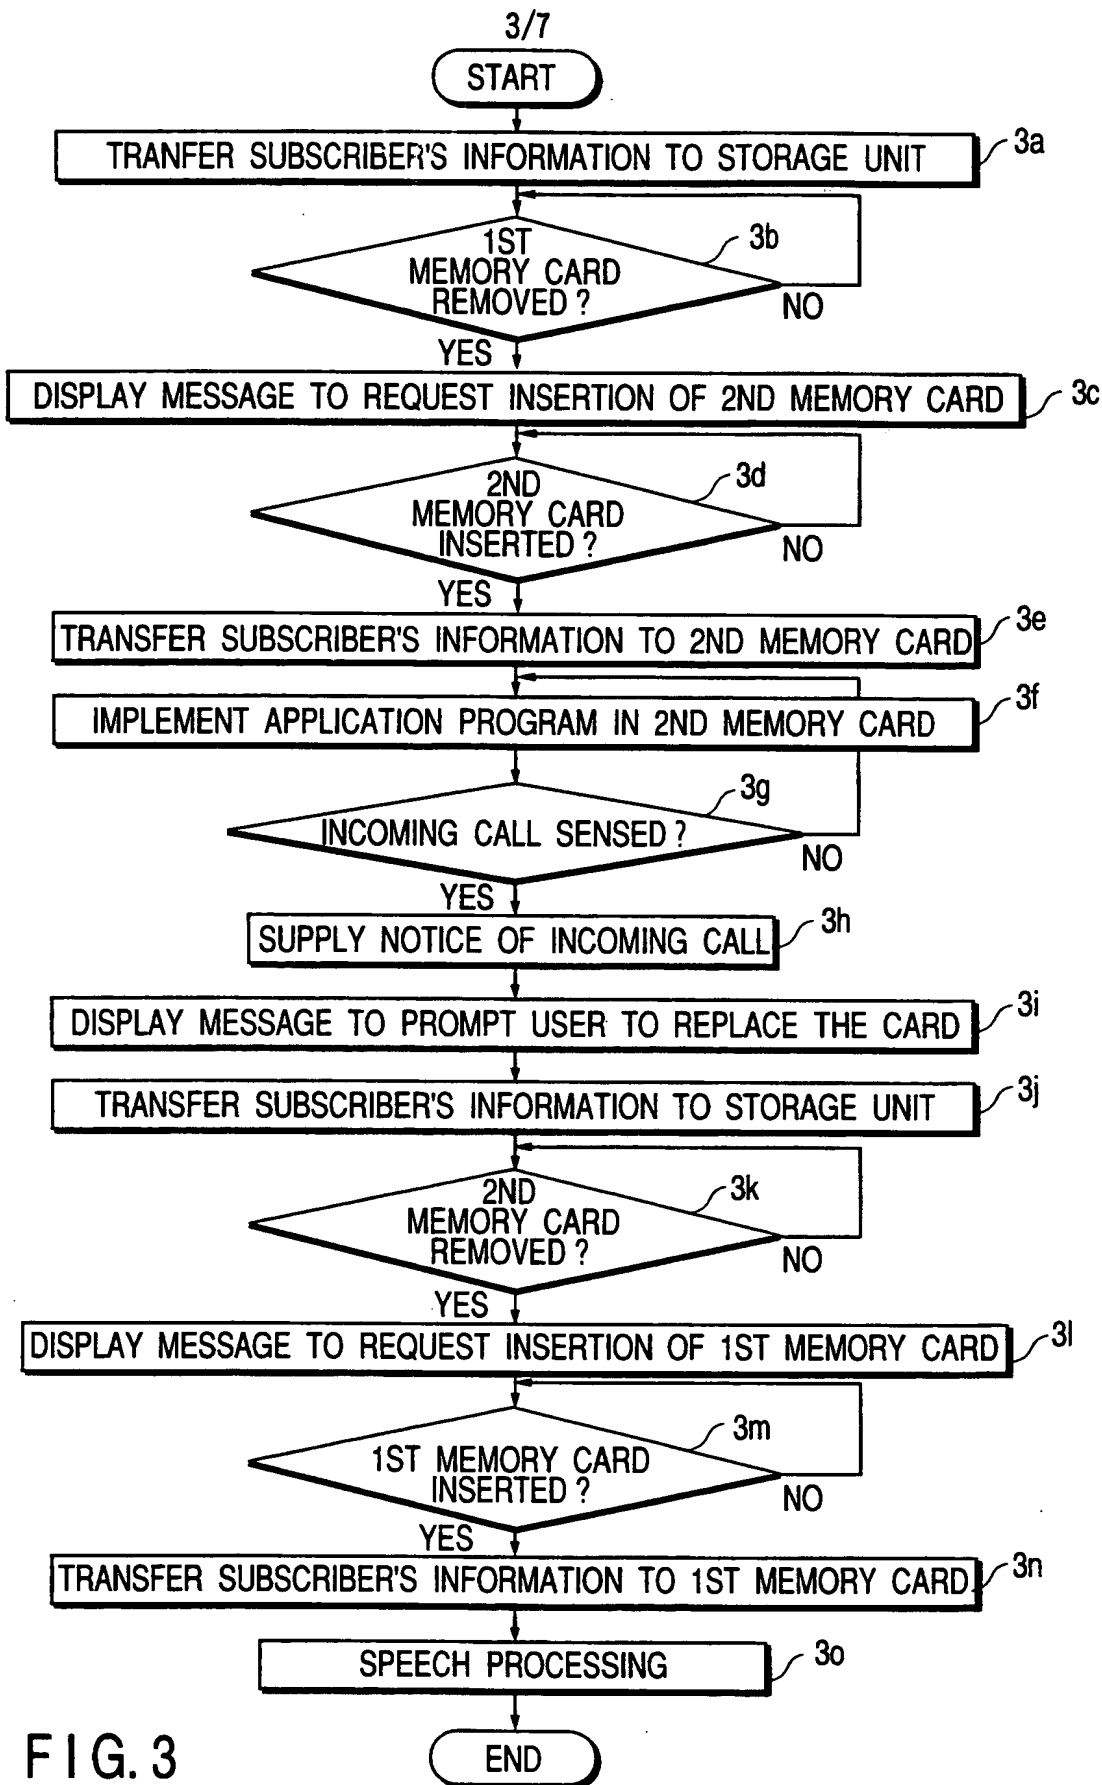 3/7
START
TRANFER SUBSCRIBER'S INFORMATION TO STORAGE UNIT
3a
1ST
MEMORY CARD
REMOVED ?
3b
NO
YES
DISPLAY MESSAGE TO REQUEST INSERTION OF 2ND MEMORY CARD
3c
2ND
MEMORY CARD
INSERTED ?
3d
NO
YES
TRANSFER SUBSCRIBER'S INFORMATION TO 2ND MEMORY CARD
3e
IMPLEMENT APPLICATION PROGRAM IN 2ND MEMORY CARD
3f
INCOMING CALL SENSED ?
3g
NO
YES
SUPPLY NOTICE OF INCOMING CALL
3h
DISPLAY MESSAGE TO PROMPT USER TO REPLACE THE CARD
3i
TRANSFER SUBSCRIBER'S INFORMATION TO STORAGE UNIT
3j
2ND
MEMORY CARD
REMOVED ?
3k
NO
YES
DISPLAY MESSAGE TO REQUEST INSERTION OF 1ST MEMORY CARD
3l
1ST MEMORY CARD
INSERTED ?
3m
NO
YES
TRANSFER SUBSCRIBER'S INFORMATION TO 1ST MEMORY CARD
3n
SPEECH PROCESSING
3o
END
FIG. 3